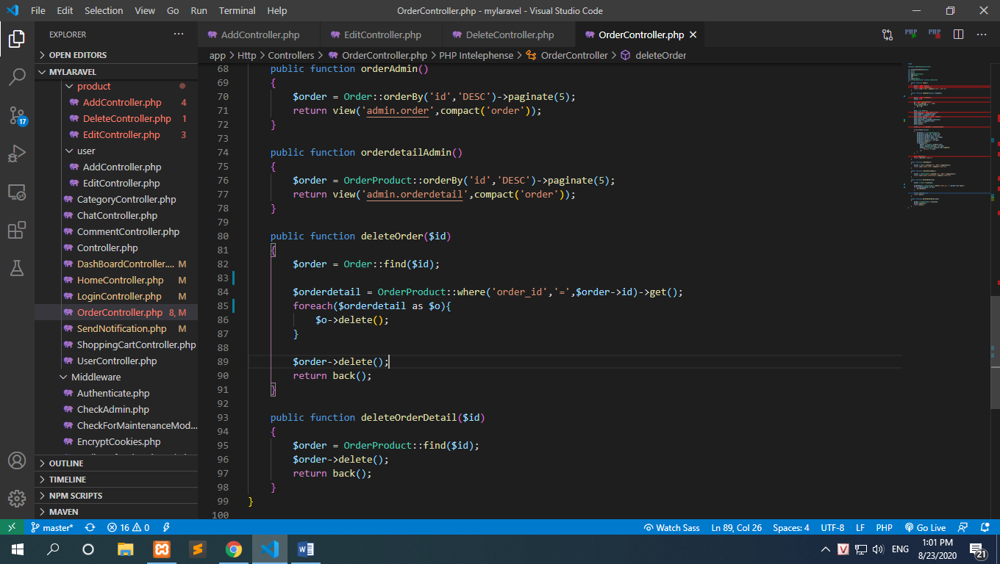 File Edit Selection View Go Run Terminal Help OrderController.php - mylaravel - Visual Studio Code
EXPLORER ...
OPEN EDITORS
MYLARAVEL
product
AddController.php 4
DeleteController.php 1
EditController.php 3
user
AddController.php
EditController.php
CategoryController.php
ChatController.php
CommentController.php
Controller.php
DashBoardController.... M
HomeController.php M
LoginController.php M
OrderController.php 8, M
SendNotification.php M
ShoppingCartController.php
UserController.php
Middleware
Authenticate.php
CheckAdmin.php
CheckForMaintenanceMod...
EncryptCookies.php
OUTLINE
TIMELINE
NPM SCRIPTS
MAVEN
17
AddController.php EditController.php DeleteController.php OrderController.php
PHP PHP
app > Http > Controllers > OrderController.php > PHP Intelephense > OrderController > deleteOrder
68 public function orderAdmin()
69 {
70 $order = Order::orderBy('id','DESC')->paginate(5);
71 return view('admin.order',compact('order'));
72 }
73
74 public function orderdetailAdmin()
75 {
76 $order = OrderProduct::orderBy('id','DESC')->paginate(5);
77 return view('admin.orderdetail',compact('order'));
78 }
79
80 public function deleteOrder($id)
81 {
82 $order = Order::find($id);
83
84 $orderdetail = OrderProduct::where('order_id','=',$order->id)->get();
85 foreach($orderdetail as $o){
86 $o->delete();
87 }
88
89 $order->delete();
90 return back();
91 }
92
93 public function deleteOrderDetail($id)
94 {
95 $order = OrderProduct::find($id);
96 $order->delete();
97 return back();
98 }
99 }
100
master* 16 0 Watch Sass Ln 89, Col 26 Spaces: 4 UTF-8 LF PHP Go Live
V ENG 1:01 PM
8/23/2020 21